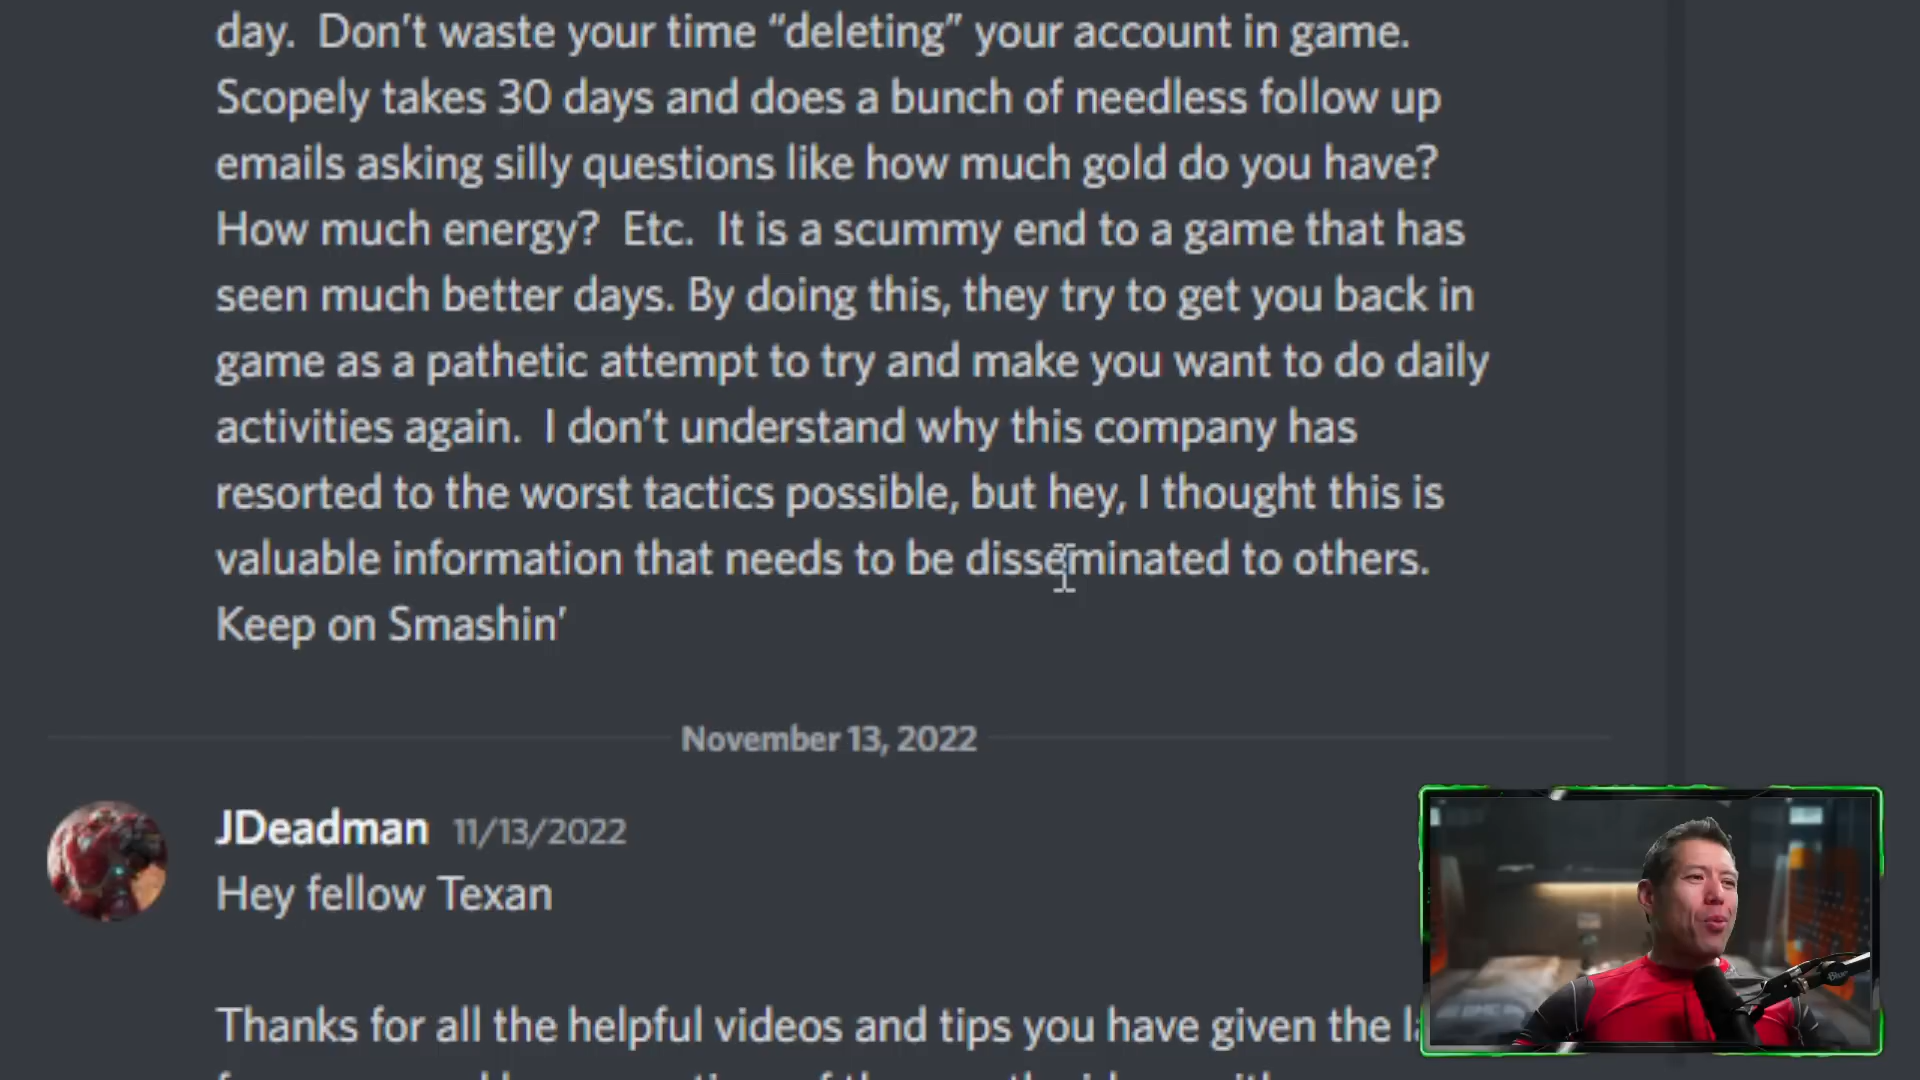 day.  Don’t waste your time “deleting” your account in game.
Scopely takes 30 days and does a bunch of needless follow up
emails asking silly questions like how much gold do you have?
How much energy?  Etc.  It is a scummy end to a game that has
seen much better days. By doing this, they try to get you back in
game as a pathetic attempt to try and make you want to do daily
activities again.  I don’t understand why this company has
resorted to the worst tactics possible, but hey, I thought this is
valuable information that needs to be disseminated to others.
Keep on Smashin’
November 13, 2022
JDeadman 11/13/2022
Hey fellow Texan
Thanks for all the helpful videos and tips you have given the